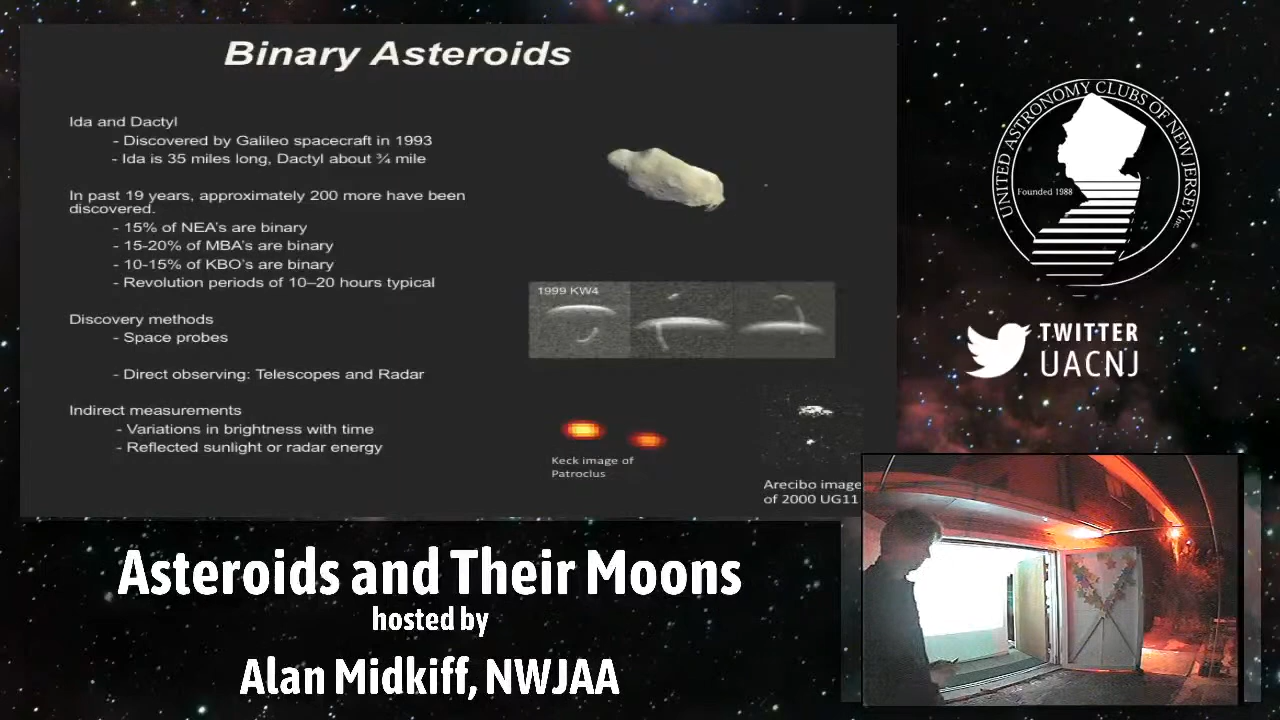 Binary Asteroids
Ida and Dactyl
- Discovered by Galileo spacecraft in 1993
- Ida is 35 miles long, Dactyl about ¾ mile
In past 19 years, approximately 200 more have been
discovered.
- 15% of NEA's are binary
- 15-20% of MBA's are binary
- 10-15% of KBO's are binary
- Revolution periods of 10–20 hours typical
Discovery methods
- Space probes
- Direct observing: Telescopes and Radar
Indirect measurements
- Variations in brightness with time
- Reflected sunlight or radar energy
1999 KW4
Keck image of
Patroclus
Arecibo image
of 2000 UG11
UNITED ASTRONOMY CLUBS OF NEW JERSEY Inc
Founded 1988
TWITTER
UACNJ
Asteroids and Their Moons
hosted by
Alan Midkiff, NWJAA